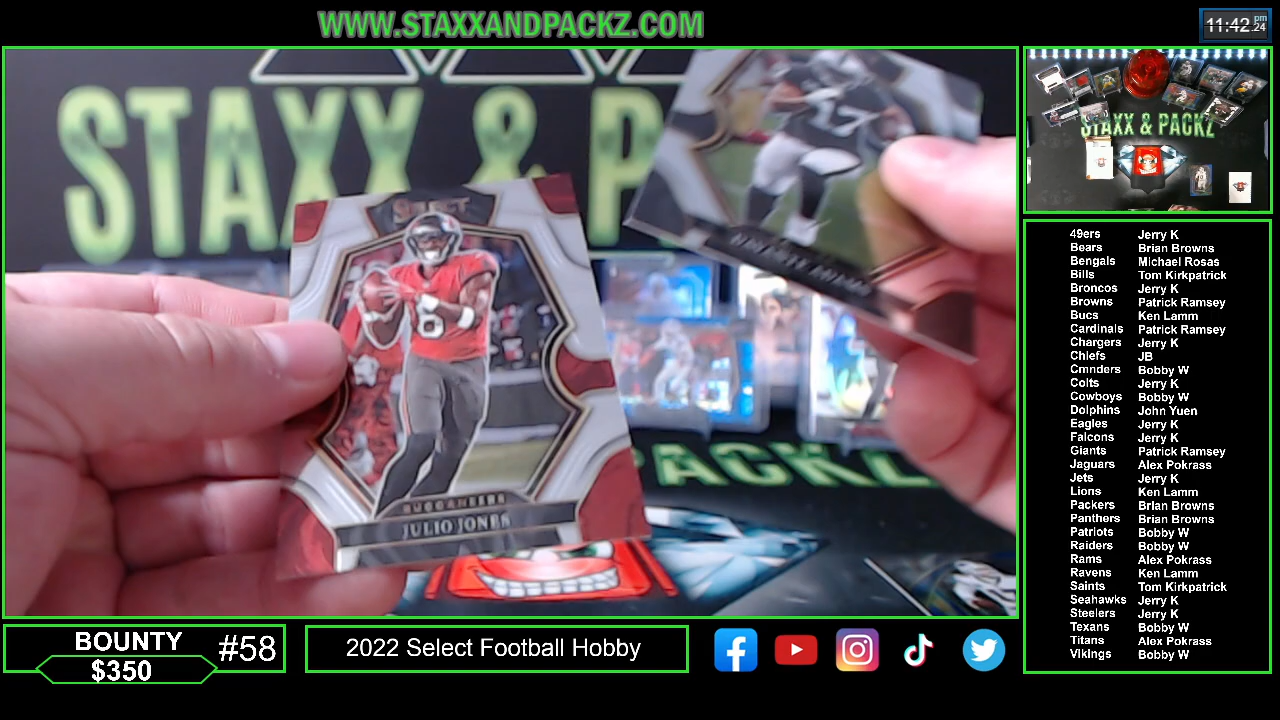 WWW.STAXXANDPACKZ.COM
11:42 pm .24
STAXX & P
SELECT
8
17
BUCCANEERS
JULIO JONES
PACKZ
STAXX & PACKZ
49ers Jerry K
Bears Brian Browns
Bengals Michael Rosas
Bills Tom Kirkpatrick
Broncos Jerry K
Browns Patrick Ramsey
Bucs Ken Lamm
Cardinals Patrick Ramsey
Chargers Jerry K
Chiefs JB
Cmnders Bobby W
Colts Jerry K
Cowboys Bobby W
Dolphins John Yuen
Eagles Jerry K
Falcons Jerry K
Giants Patrick Ramsey
Jaguars Alex Pokrass
Jets Jerry K
Lions Ken Lamm
Packers Brian Browns
Panthers Brian Browns
Patriots Bobby W
Raiders Bobby W
Rams Alex Pokrass
Ravens Ken Lamm
Saints Tom Kirkpatrick
Seahawks Jerry K
Steelers Jerry K
Texans Bobby W
Titans Alex Pokrass
Vikings Bobby W
BOUNTY
$350
#58
2022 Select Football Hobby